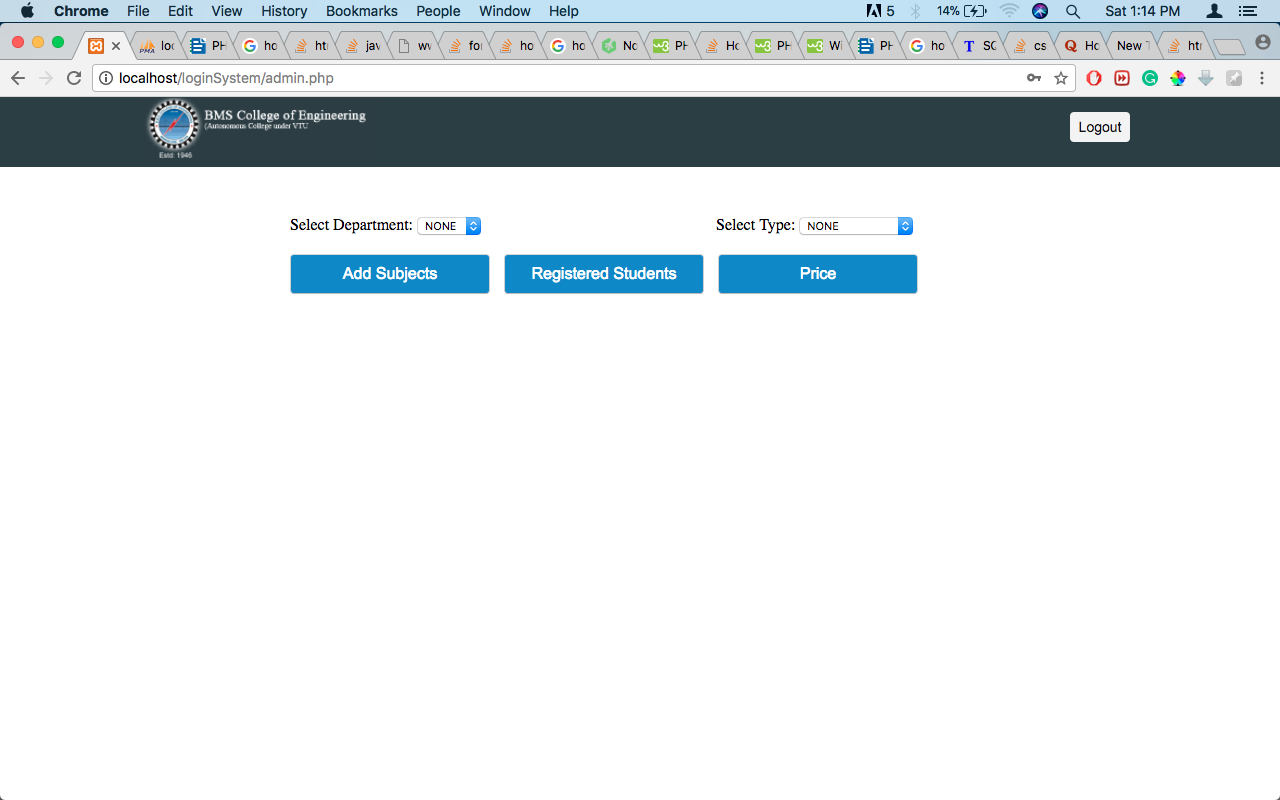 Chrome File Edit View History Bookmarks People Window Help 5 14% Sat 1:14 PM
loc PH ho htm jav wv for ho ho No PH Ho PH Wi PH ho SC cs Ho New T htm
localhost/loginSystem/admin.php
BMS College of Engineering
(Autonomous College under VTU
Estd: 1946
Logout
Select Department: NONE Select Type: NONE
Add Subjects Registered Students Price